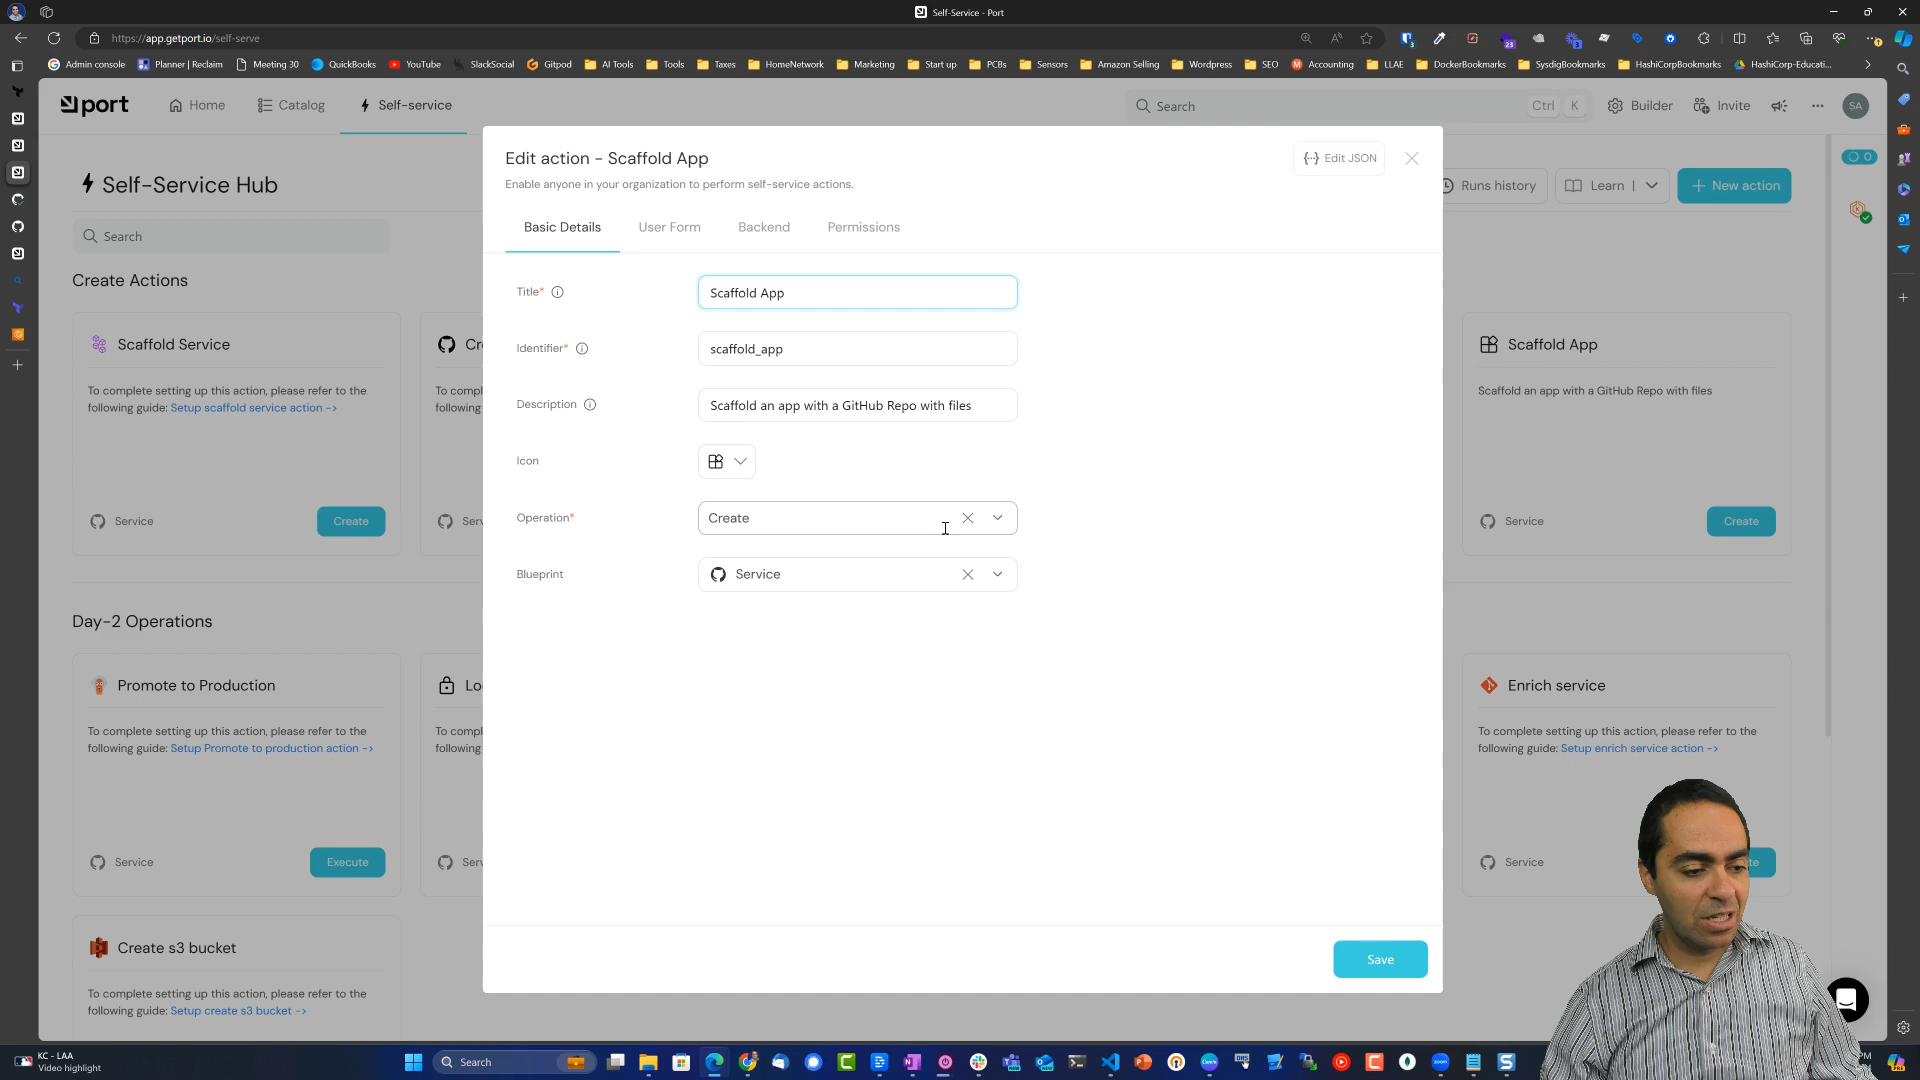 Self-Service - Port
https://app.getport.io/self-serve
Admin console
Planner | Reclaim
Meeting 30
QuickBooks
YouTube
SlackSocial
Gitpod
AI Tools
Tools
Taxes
HomeNetwork
Marketing
Start up
PCBs
Sensors
Amazon Selling
Wordpress
SEO
Accounting
LLAE
DockerBookmarks
SysdigBookmarks
HashiCorpBookmarks
HashiCorp-Educati...
port
Home
Catalog
Self-service
Search
Ctrl
K
Builder
Invite
SA
0
Self-Service Hub
Runs history
Learn
New action
Search
Create Actions
Scaffold Service
To complete setting up this action, please refer to the
following guide: Setup scaffold service action ->
Service
Create
Edit action - Scaffold App
Edit JSON
Enable anyone in your organization to perform self-service actions.
Basic Details
User Form
Backend
Permissions
Title*
Scaffold App
Identifier*
scaffold_app
Description
Scaffold an app with a GitHub Repo with files
Icon
Operation*
Create
Blueprint
Service
Save
Scaffold App
Scaffold an app with a GitHub Repo with files
Service
Create
Day-2 Operations
Promote to Production
To complete setting up this action, please refer to the
following guide: Setup Promote to production action ->
Service
Execute
Enrich service
To complete setting up this action, please refer to the
following guide: Setup enrich service action ->
Service
Create s3 bucket
To complete setting up this action, please refer to the
following guide: Setup create s3 bucket ->
KC - LAA
Video highlight
Search